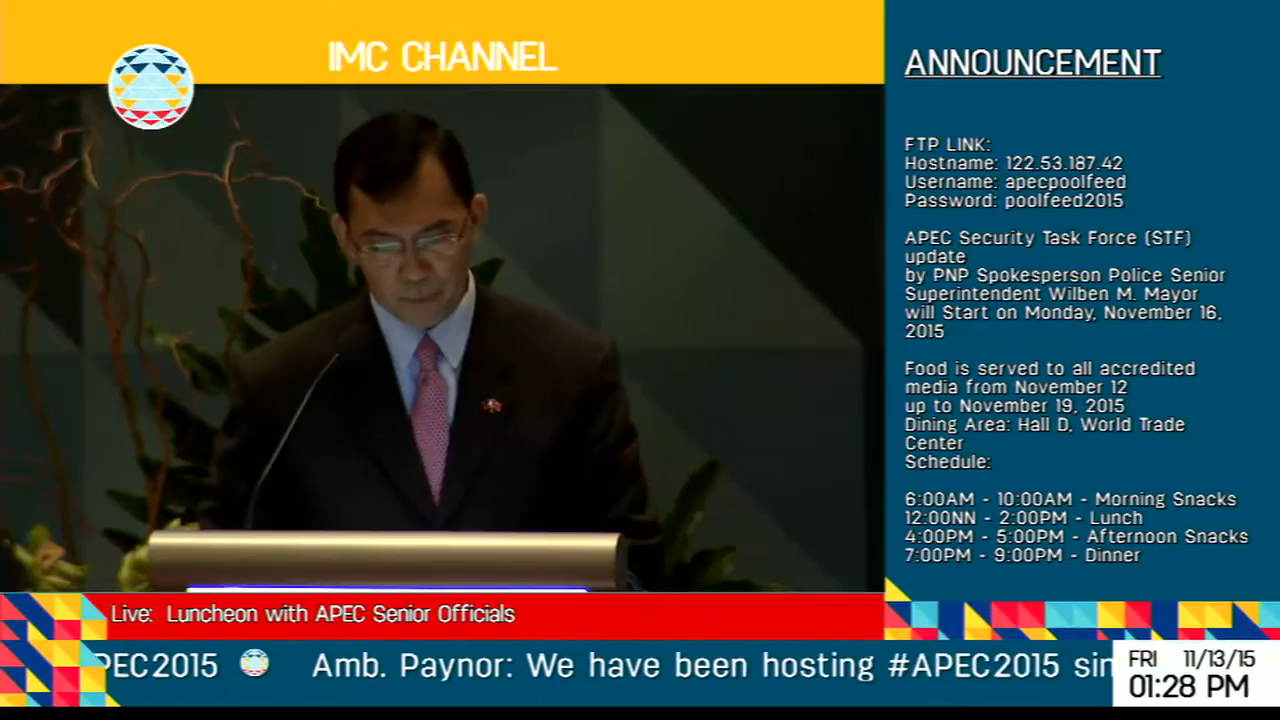 IMC CHANNEL
ANNOUNCEMENT
FTP LINK:
Hostname: 122.53.187.42
Username: apecpoolfeed
Password: poolfeed2015
APEC Security Task Force (STF)
update
by PNP Spokesperson Police Senior
Superintendent Wilben M. Mayor
will Start on Monday, November 16,
2015
Food is served to all accredited
media from November 12
up to November 19, 2015
Dining Area: Hall D, World Trade
Center
Schedule:
6:00AM - 10:00AM - Morning Snacks
12:00NN - 2:00PM - Lunch
4:00PM - 5:00PM - Afternoon Snacks
7:00PM - 9:00PM - Dinner
Live: Luncheon with APEC Senior Officials
PEC2015 Amb. Paynor: We have been hosting #APEC2015 sin
FRI 11/13/15
01:28 PM